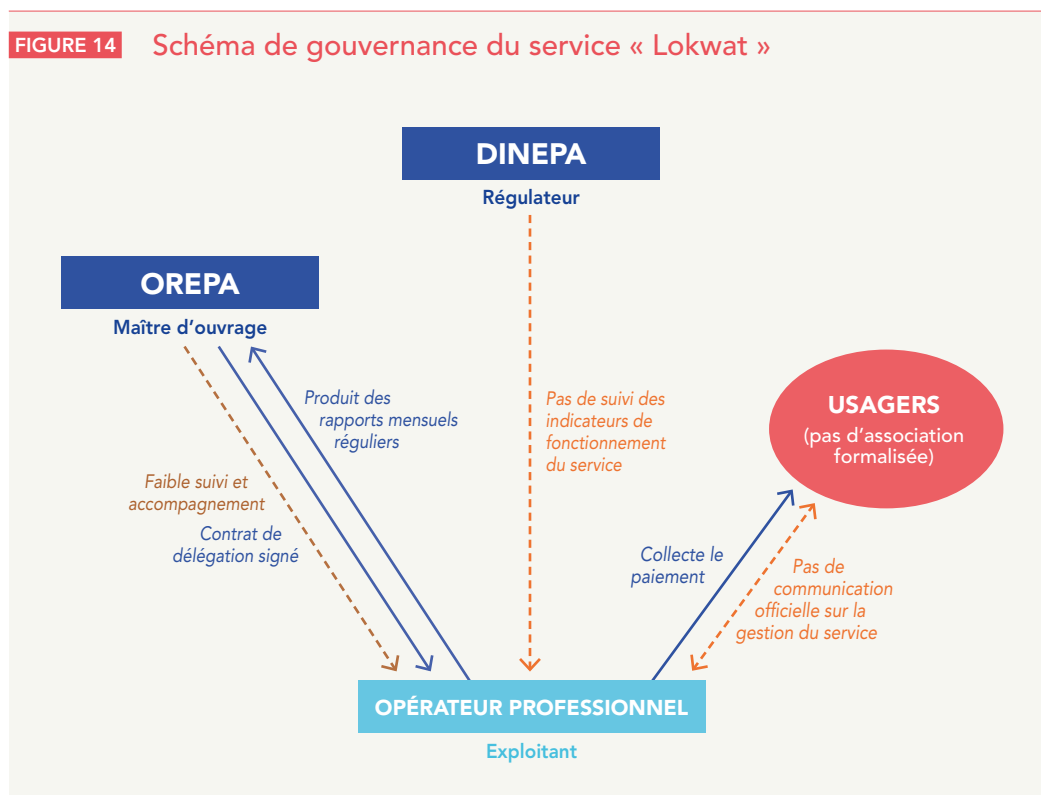 FIGURE 14 Schéma de gouvernance du service « Lokwat »
DINEPA
Régulateur
OREPA
Maître d'ouvrage
Produit des
rapports mensuels
réguliers
Pas de suivi des
indicateurs de
fonctionnement
du service
USAGERS
(pas d'association
formalisée)
Faible suivi et
accompagnement
Contrat de
délégation signé
Collecte le
paiement
Pas de
communication
officielle sur la
gestion du service
OPÉRATEUR PROFESSIONNEL
Exploitant